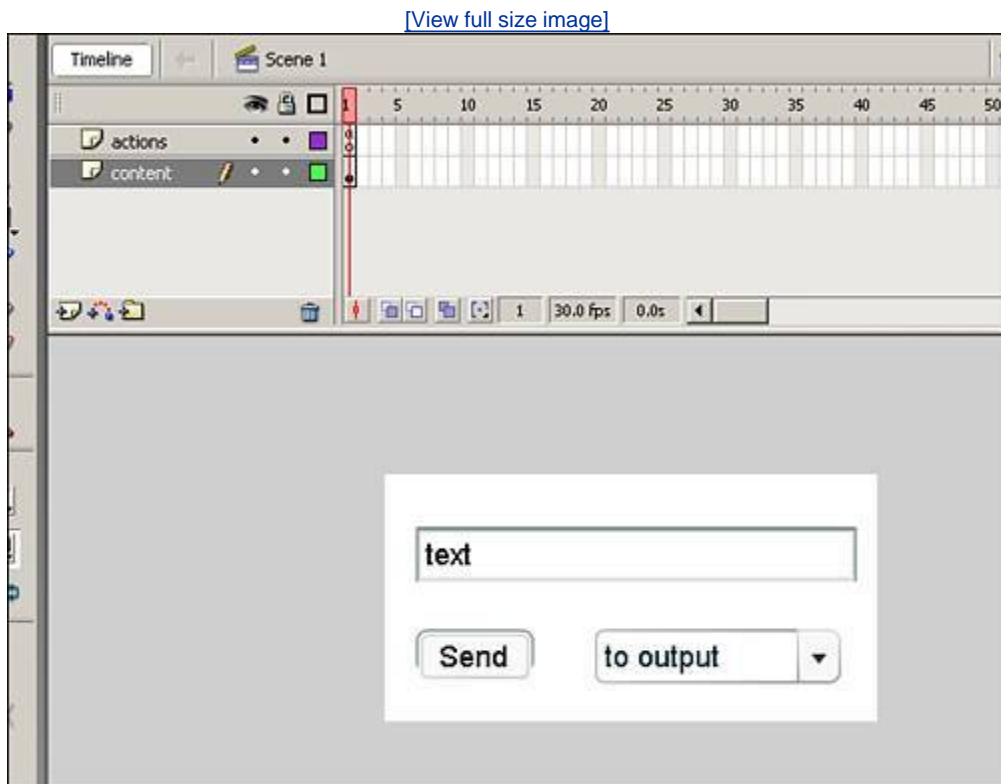 [View full size image]
Timeline Scene 1
1 5 10 15 20 25 30 35 40 45 50
actions
content
1 30.0 fps 0.0s
text
Send to output